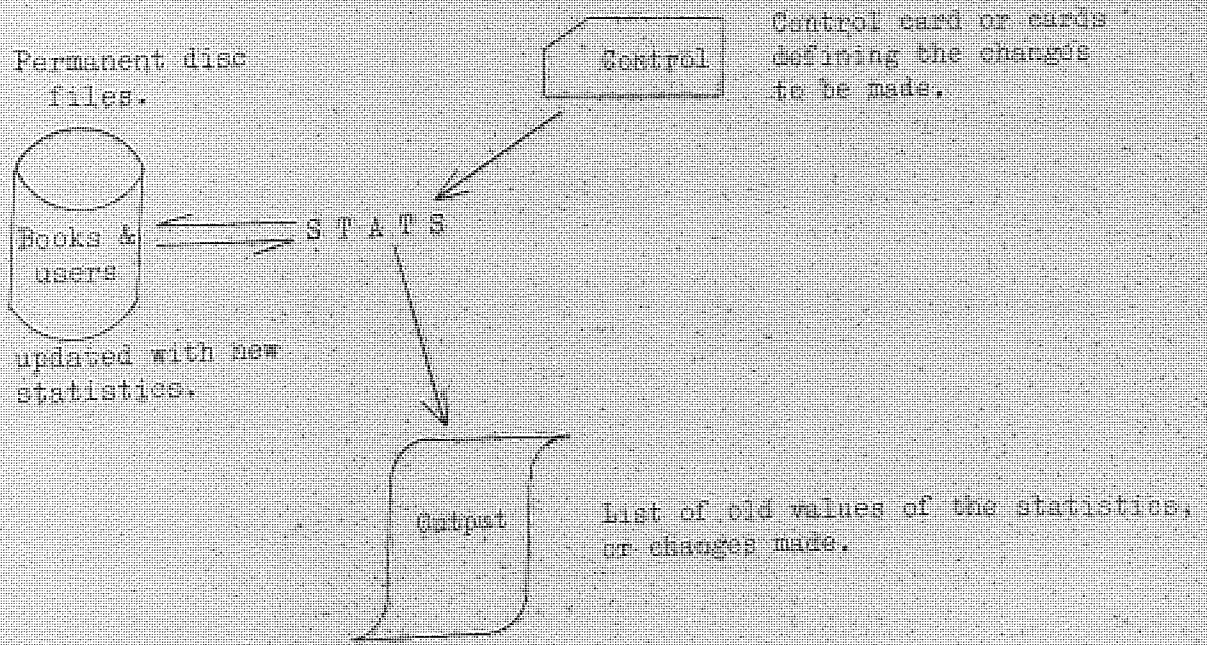 Permanent disc
files.
Control
Control card or cards
defining the changes
to be made.
Books &
users
S T A T S
updated with new
statistics.
Output
List of old values of the statistics,
or changes made.